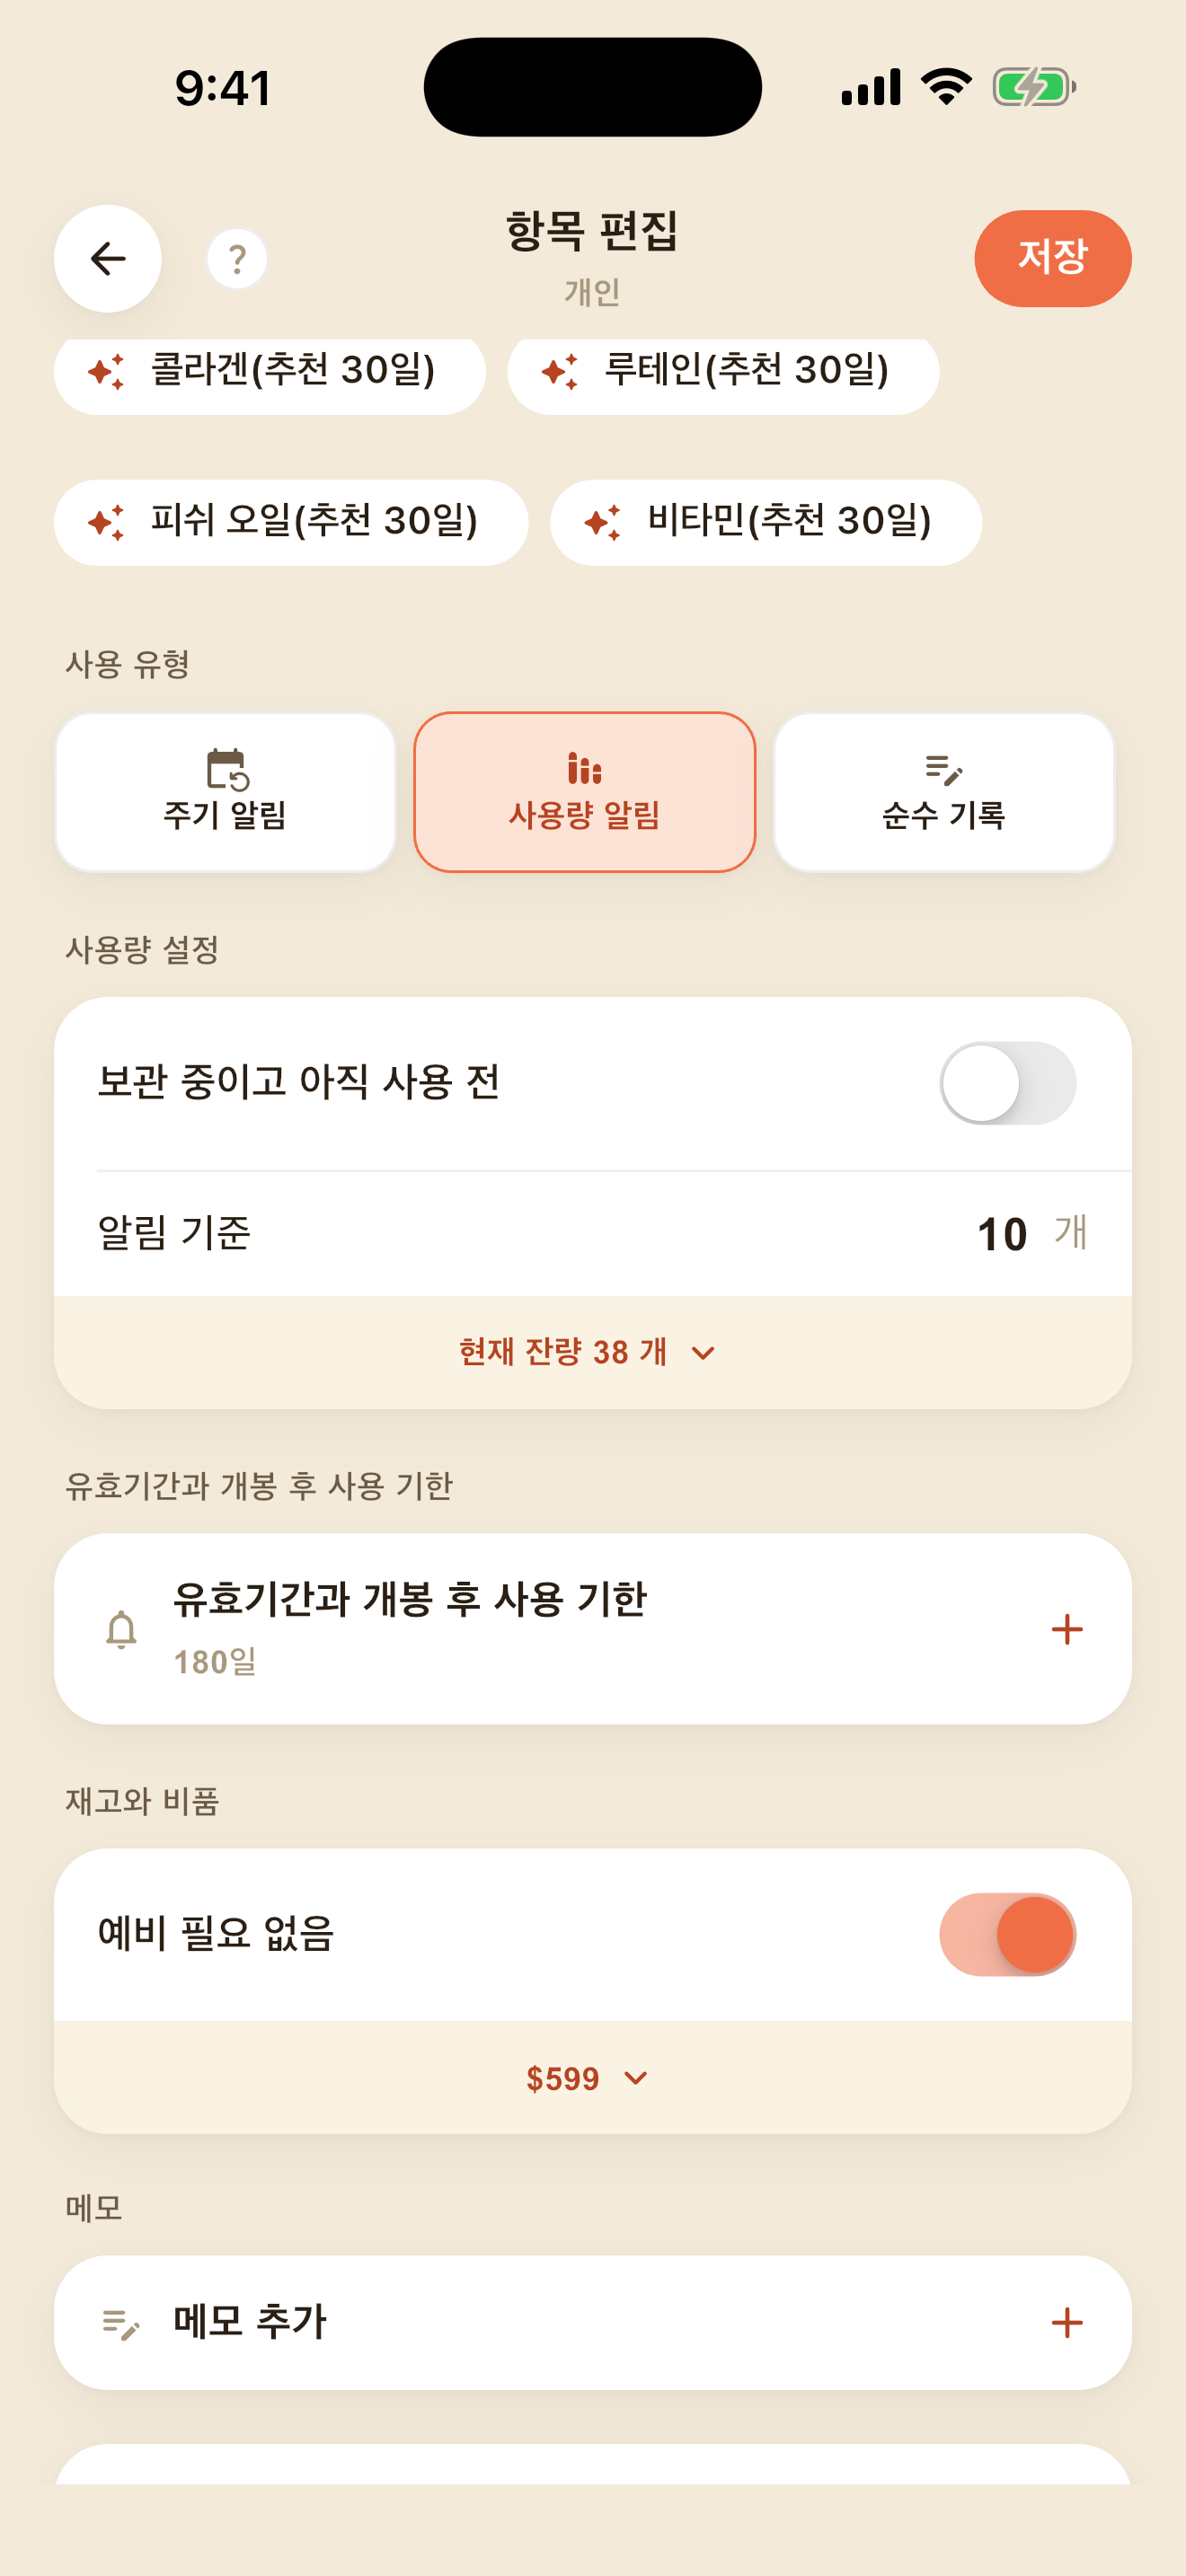 9:41
?
항목 편집
개인
저장
콜라겐(추천 30일)
루테인(추천 30일)
피쉬 오일(추천 30일)
비타민(추천 30일)
사용 유형
주기 알림
사용량 알림
순수 기록
사용량 설정
보관 중이고 아직 사용 전
알림 기준
10 개
현재 잔량 38 개
유효기간과 개봉 후 사용 기한
유효기간과 개봉 후 사용 기한
180일
재고와 비품
예비 필요 없음
$599
메모
메모 추가